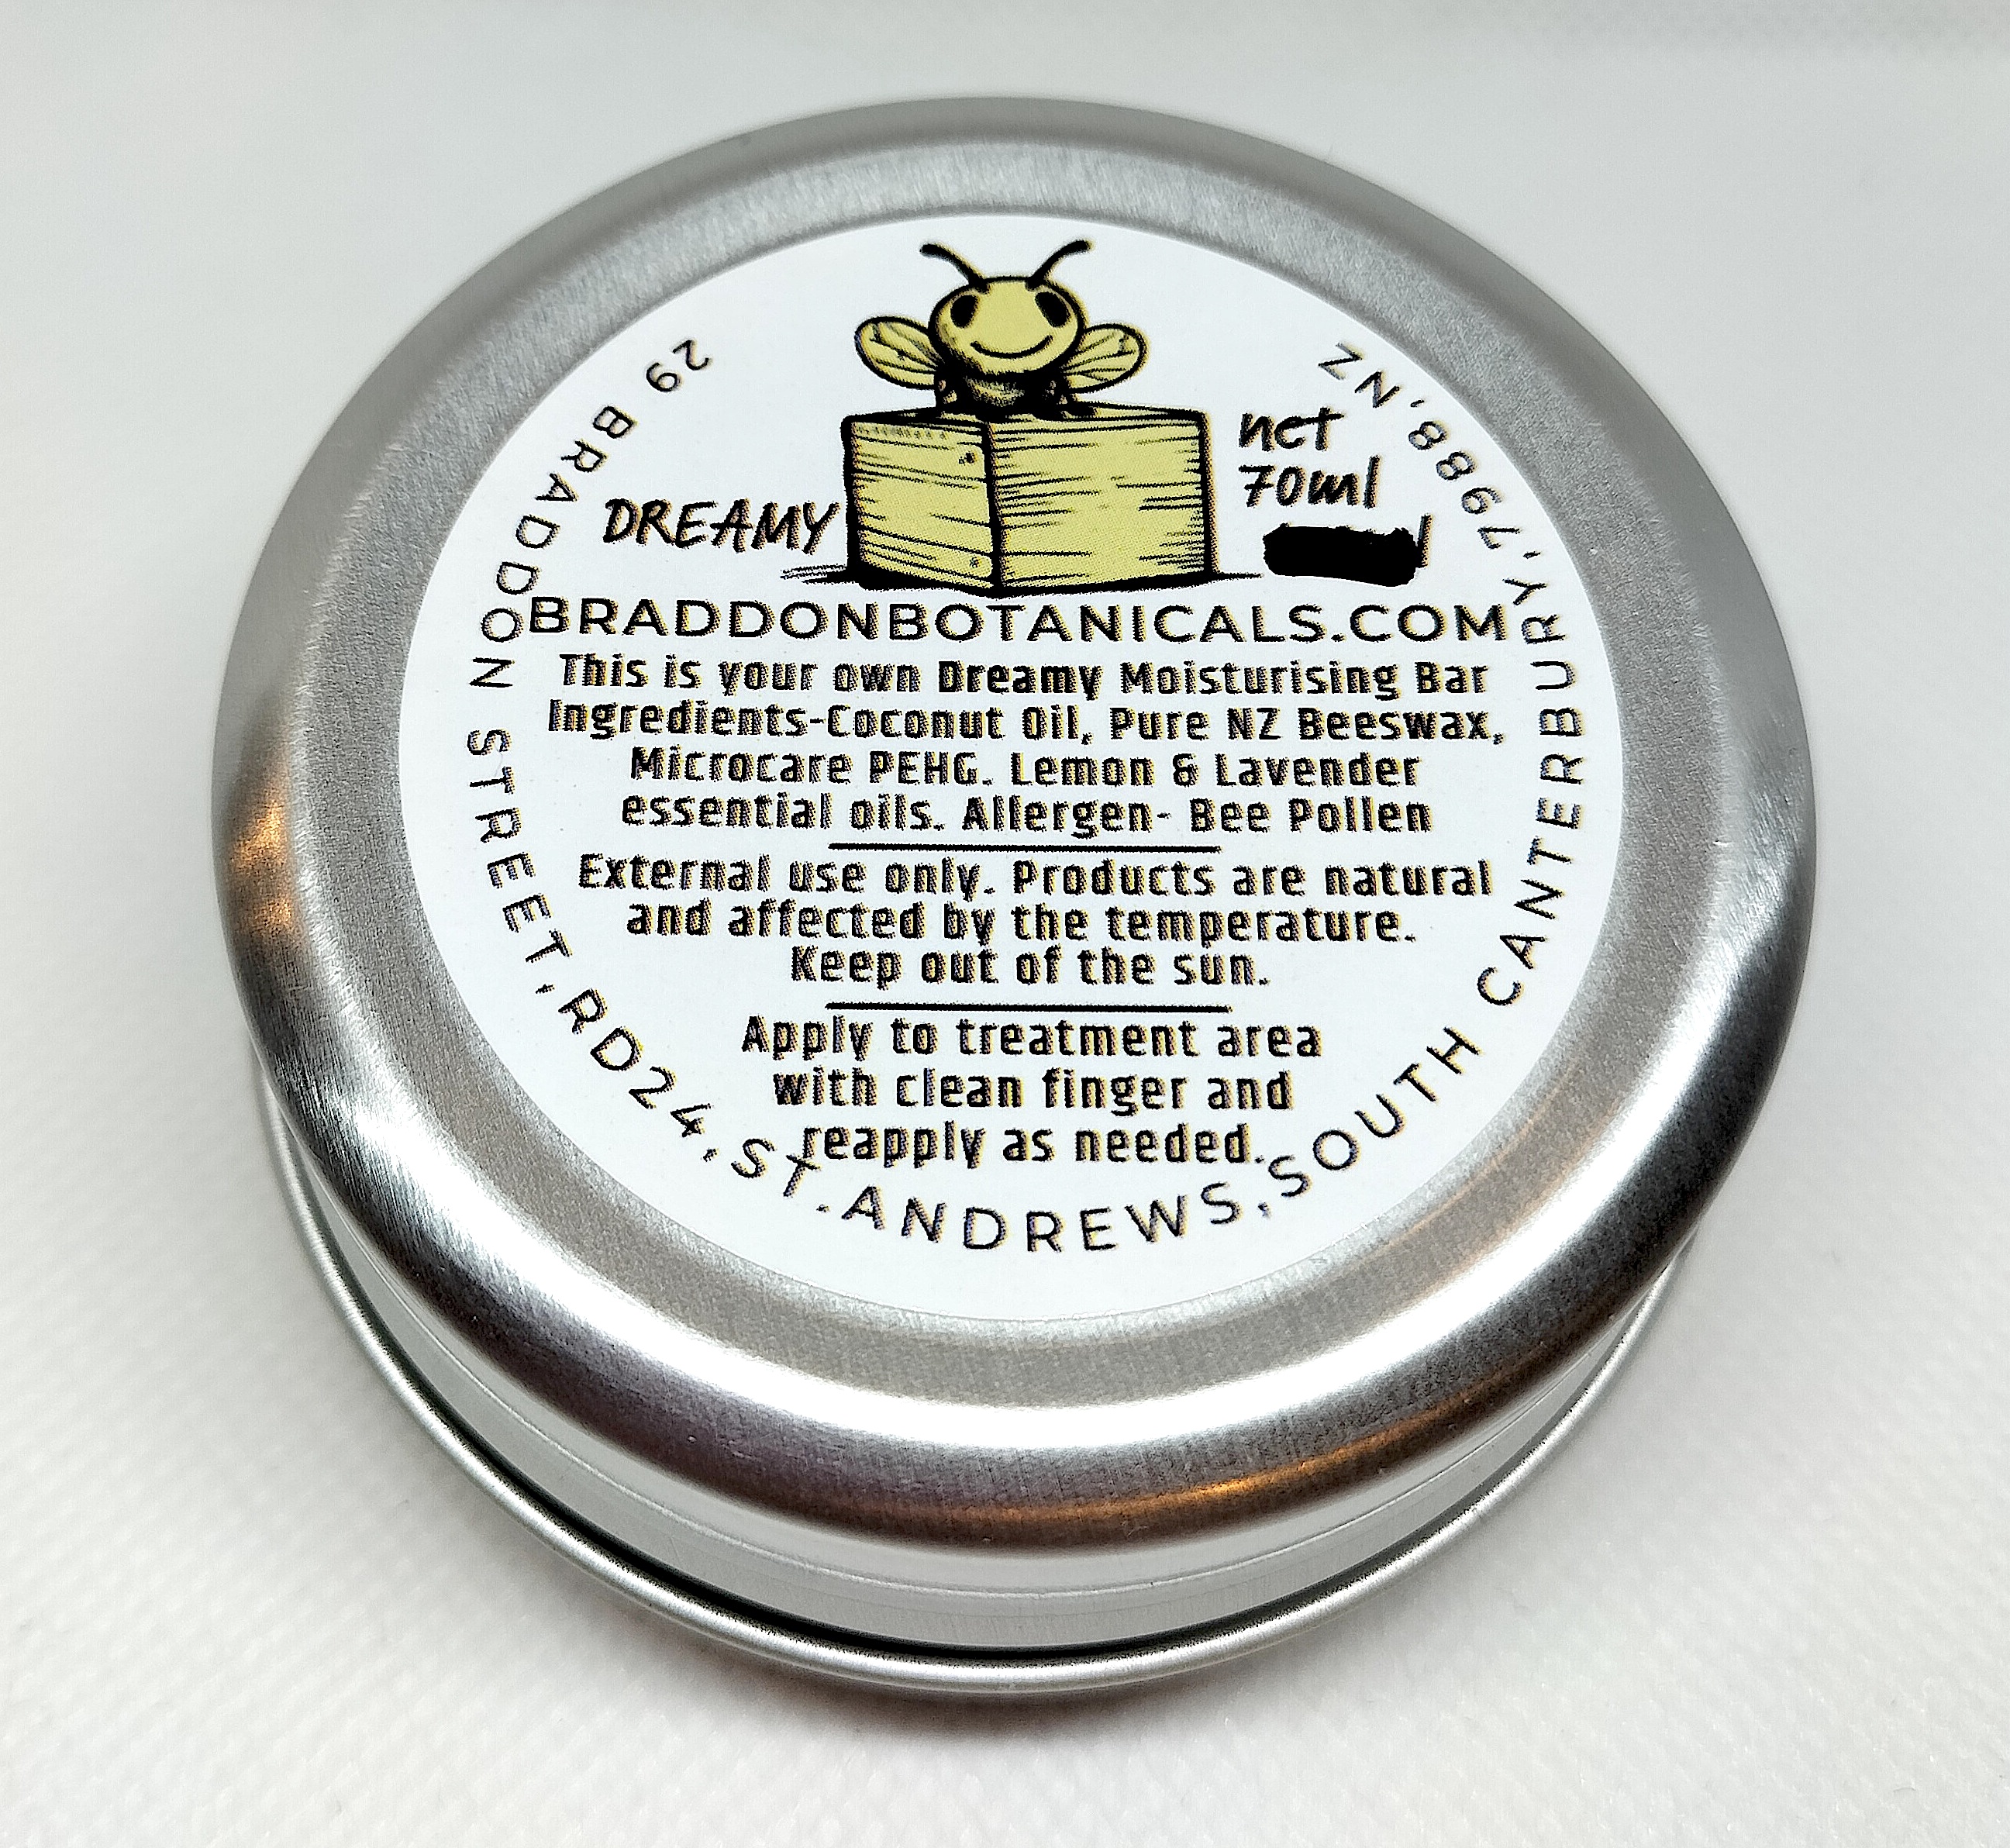 DREAMY
net
70ml
BRADDONBOTANICALS.COM
This is your own Dreamy Moisturising Bar
Ingredients-Coconut Oil, Pure NZ Beeswax,
Microcare PEHG. Lemon & Lavender
essential oils. Allergen- Bee Pollen
External use only. Products are natural
and affected by the temperature.
Keep out of the sun.
Apply to treatment area
with clean finger and
reapply as needed.
29 BRADDON STREET, RD24, ST. ANDREWS, SOUTH CANTERBURY, 7988, NZ